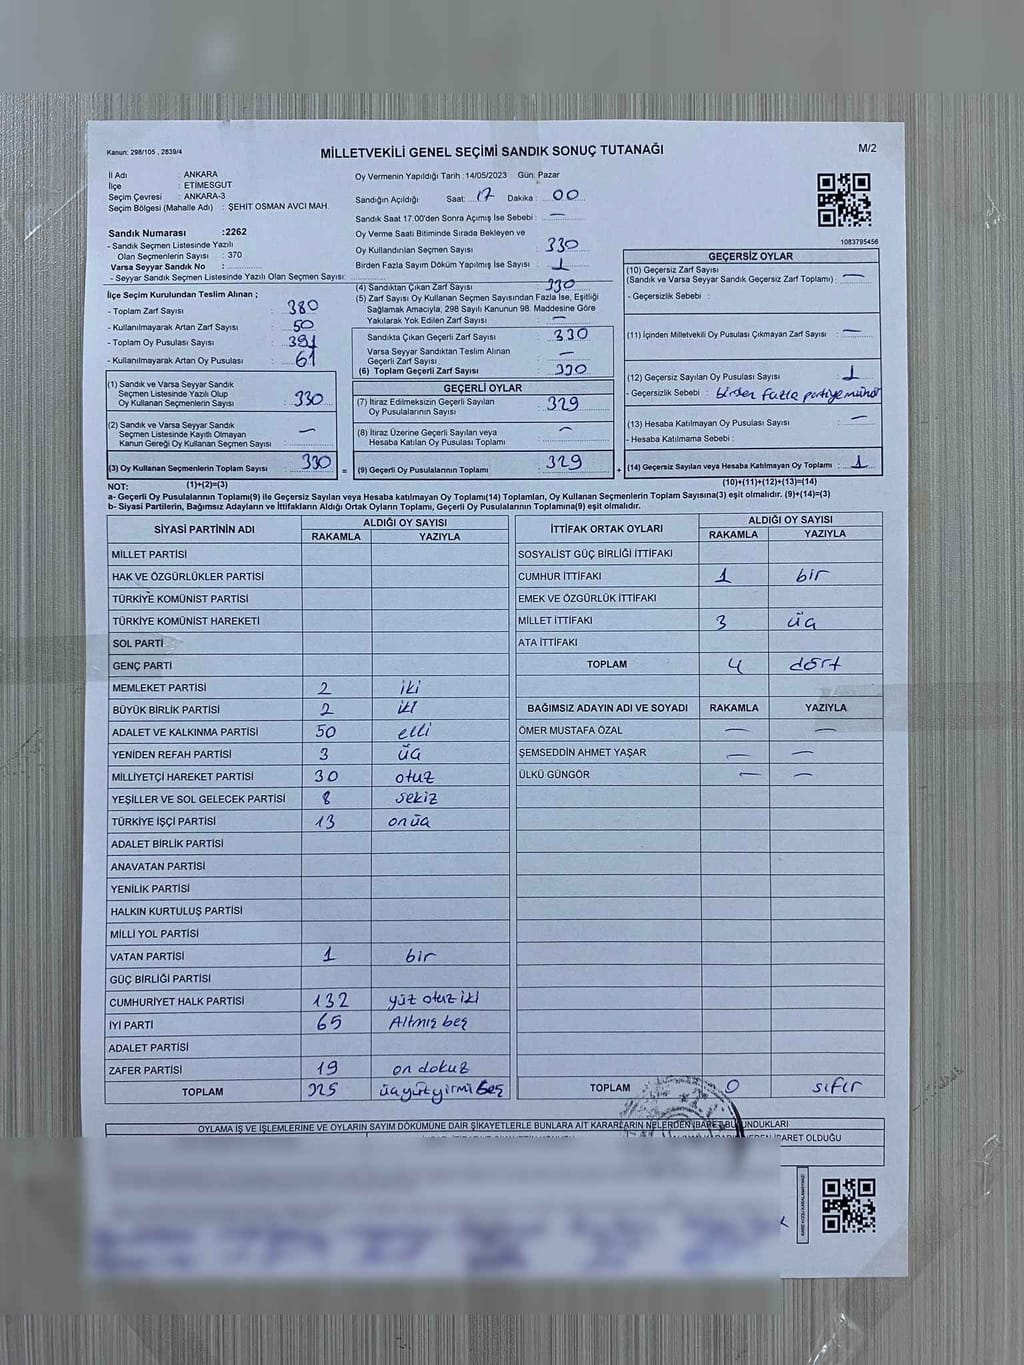 Kanun: 298/105 , 2839/4
MİLLETVEKİLİ GENEL SEÇİMİ SANDIK SONUÇ TUTANAĞI
M/2
İl Adı : ANKARA
İlçe : ETİMESGUT
Seçim Çevresi : ANKARA-3
Seçim Bölgesi (Mahalle Adı) : ŞEHİT OSMAN AVCI MAH.
Sandık Numarası :2262
- Sandık Seçmen Listesinde Yazılı
Olan Seçmenlerin Sayısı : 370
Varsa Seyyar Sandık No :
- Seyyar Sandık Seçmen Listesinde Yazılı Olan Seçmen Sayısı:
Oy Vermenin Yapıldığı Tarih :14/05/2023 Gün: Pazar
Sandığın Açıldığı Saat: 17 Dakika : 00
Sandık Saat 17:00'den Sonra Açımış İse Sebebi : —
Oy Verme Saati Bitiminde Sırada Bekleyen ve
Oy Kullandırılan Seçmen Sayısı : 330
Birden Fazla Sayım Döküm Yapılmış İse Sayısı : 1
1083795456
İlçe Seçim Kurulundan Teslim Alınan ;
- Toplam Zarf Sayısı : 380
- Kullanılmayarak Artan Zarf Sayısı : 50
- Toplam Oy Pusulası Sayısı : 391
- Kullanılmayarak Artan Oy Pusulası : 61
(1) Sandık ve Varsa Seyyar Sandık
Seçmen Listesinde Yazılı Olup
Oy Kullanan Seçmenlerin Sayısı : 330
(2) Sandık ve Varsa Seyyar Sandık
Seçmen Listesinde Kayıtlı Olmayan
Kanun Gereği Oy Kullanan Seçmen Sayısı : —
(3) Oy Kullanan Seçmenlerin Toplam Sayısı : 330
(4) Sandıktan Çıkan Zarf Sayısı : 330
(5) Zarf Sayısı Oy Kullanan Seçmen Sayısından Fazla İse, Eşitliği
Sağlamak Amacıyla; 298 Sayılı Kanunun 98. Maddesine Göre
Yakılarak Yok Edilen Zarf Sayısı : —
Sandıkta Çıkan Geçerli Zarf Sayısı : 330
Varsa Seyyar Sandıktan Teslim Alınan
Geçerli Zarf Sayısı : —
(6) Toplam Geçerli Zarf Sayısı : 330
GEÇERLİ OYLAR
(7) İtiraz Edilmeksizin Geçerli Sayılan
Oy Pusulalarının Sayısı : 329
(8) İtiraz Üzerine Geçerli Sayılan veya
Hesaba Katılan Oy Pusulası Toplamı : —
= (9) Geçerli Oy Pusulalarının Toplamı : 329
GEÇERSİZ OYLAR
(10) Geçersiz Zarf Sayısı
(Sandık ve Varsa Seyyar Sandık Geçersiz Zarf Toplamı) : —
- Geçersizlik Sebebi :
(11) İçinden Milletvekili Oy Pusulası Çıkmayan Zarf Sayısı : —
(12) Geçersiz Sayılan Oy Pusulası Sayısı : 1
- Geçersizlik Sebebi : birden fazla partiye mühür
(13) Hesaba Katılmayan Oy Pusulası Sayısı : —
- Hesaba Katılmama Sebebi :
+ (14) Geçersiz Sayılan veya Hesaba Katılmayan Oy Toplamı : 1
NOT: (1)+(2)=(3)
(10)+(11)+(12)+(13)=(14)
a- Geçerli Oy Pusulalarının Toplamı(9) ile Geçersiz Sayılan veya Hesaba Katılmayan Oy Toplamı(14) Toplamları, Oy Kullanan Seçmenlerin Toplam Sayısına(3) eşit olmalıdır. (9)+(14)=(3)
b- Siyasi Partilerin, Bağımsız Adayların ve İttifakların Aldığı Ortak Oyların Toplamı, Geçerli Oy Pusulalarının Toplamına(9) eşit olmalıdır.
SİYASİ PARTİNİN ADI ALDIĞI OY SAYISI
RAKAMLA YAZIYLA
MİLLET PARTİSİ
HAK VE ÖZGÜRLÜKLER PARTİSİ
TÜRKİYE KOMÜNİST PARTİSİ
TÜRKİYE KOMÜNİST HAREKETİ
SOL PARTİ
GENÇ PARTİ
MEMLEKET PARTİSİ 2 iki
BÜYÜK BİRLİK PARTİSİ 2 iki
ADALET VE KALKINMA PARTİSİ 50 elli
YENİDEN REFAH PARTİSİ 3 üç
MİLLİYETÇİ HAREKET PARTİSİ 30 otuz
YEŞİLLER VE SOL GELECEK PARTİSİ 8 sekiz
TÜRKİYE İŞÇİ PARTİSİ 13 onüç
ADALET BİRLİK PARTİSİ
ANAVATAN PARTİSİ
YENİLİK PARTİSİ
HALKIN KURTULUŞ PARTİSİ
MİLLİ YOL PARTİSİ
VATAN PARTİSİ 1 bir
GÜÇ BİRLİĞİ PARTİSİ
CUMHURİYET HALK PARTİSİ 132 yüz otuz iki
İYİ PARTİ 65 Altmış beş
ADALET PARTİSİ
ZAFER PARTİSİ 19 on dokuz
TOPLAM 325 üçyüzyirmi beş
İTTİFAK ORTAK OYLARI ALDIĞI OY SAYISI
RAKAMLA YAZIYLA
SOSYALİST GÜÇ BİRLİĞİ İTTİFAKI
CUMHUR İTTİFAKI 1 bir
EMEK VE ÖZGÜRLÜK İTTİFAKI
MİLLET İTTİFAKI 3 üç
ATA İTTİFAKI
TOPLAM 4 dört
BAĞIMSIZ ADAYIN ADI VE SOYADI RAKAMLA YAZIYLA
ÖMER MUSTAFA ÖZAL — —
ŞEMSEDDİN AHMET YAŞAR — —
ÜLKÜ GÜNGÖR — —
TOPLAM 0 sıfır
OYLAMA İŞ VE İŞLEMLERİNE VE OYLARIN SAYIM DÖKÜMÜNE DAİR ŞİKAYETLERLE BUNLARA AİT KARARLARIN NELERDEN İBARET BULUNDUKLARI
İBARET OLDUĞU